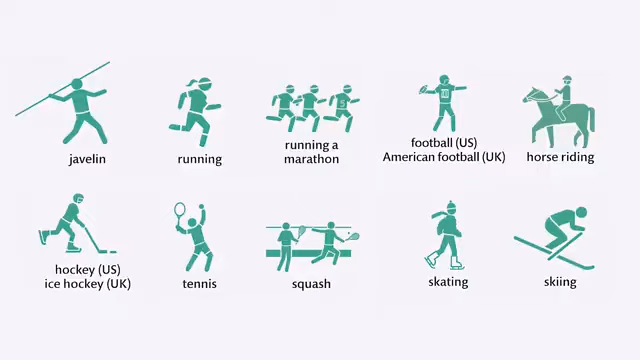 javelin
running
running a
marathon
football (US)
American football (UK)
horse riding
hockey (US)
ice hockey (UK)
tennis
squash
skating
skiing